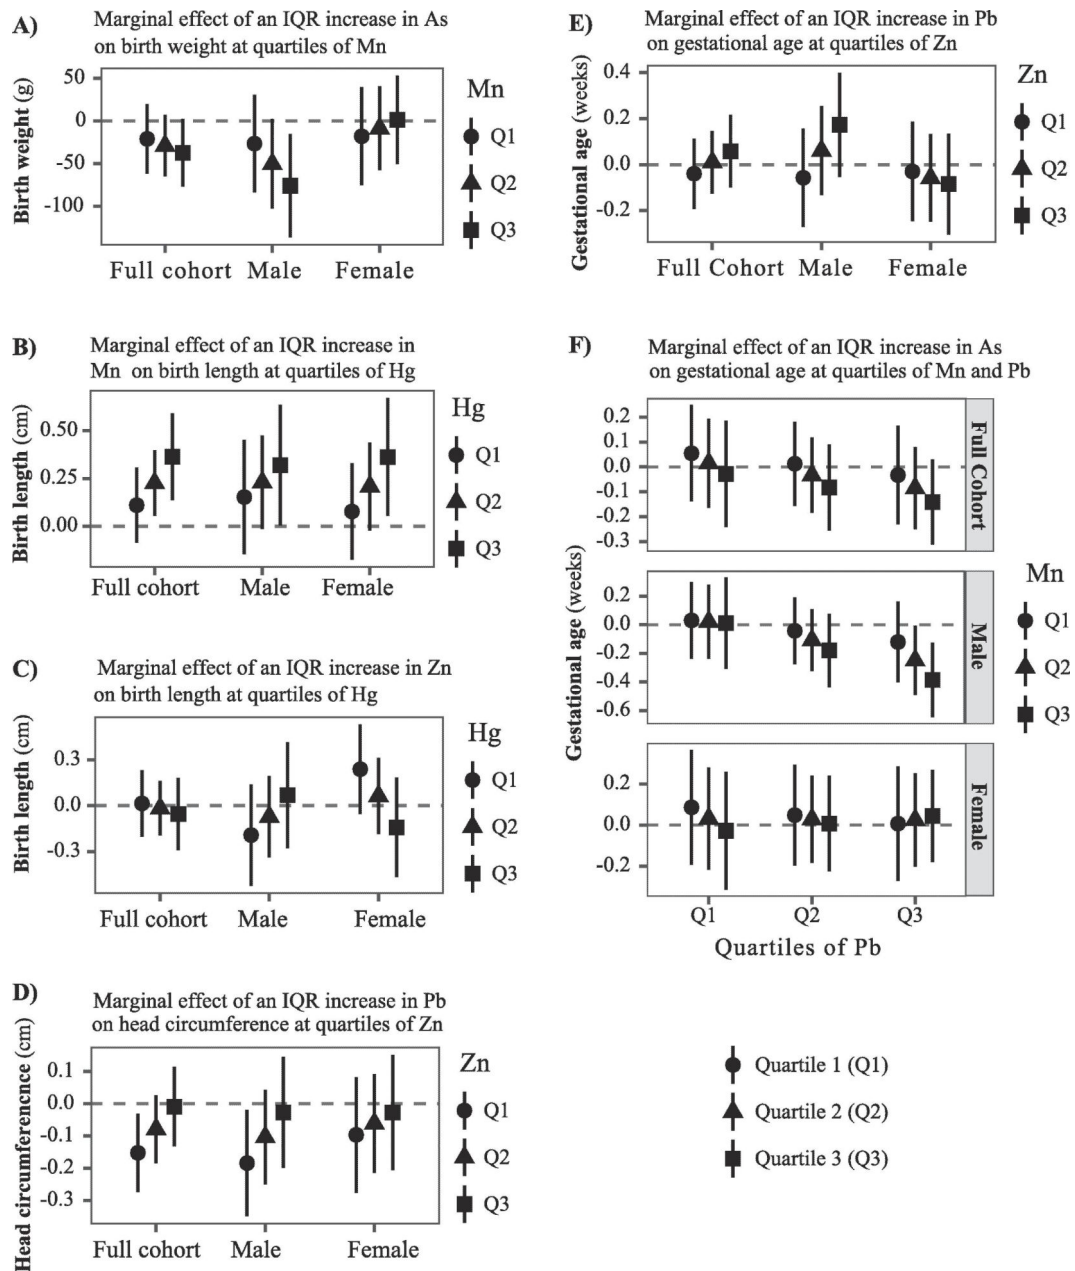 A)
Marginal effect of an IQR increase in As
on birth weight at quartiles of Mn
Birth weight (g)
50
0
-50
-100
Full cohort
Male
Female
Mn
Q1
Q2
Q3
B)
Marginal effect of an IQR increase in
Mn on birth length at quartiles of Hg
Birth length (cm)
0.50
0.25
0.00
Full cohort
Male
Female
Hg
Q1
Q2
Q3
C)
Marginal effect of an IQR increase in Zn
on birth length at quartiles of Hg
Birth length (cm)
0.3
0.0
-0.3
Full cohort
Male
Female
Hg
Q1
Q2
Q3
D)
Marginal effect of an IQR increase in Pb
on head circumference at quartiles of Zn
Head circumferencnce (cm)
0.1
0.0
-0.1
-0.2
-0.3
Full cohort
Male
Female
Zn
Q1
Q2
Q3
E)
Marginal effect of an IQR increase in Pb
on gestational age at quartiles of Zn
Gestational age (weeks)
0.4
0.2
0.0
-0.2
Full Cohort
Male
Female
Zn
Q1
Q2
Q3
F)
Marginal effect of an IQR increase in As
on gestational age at quartiles of Mn and Pb
Gestational age (weeks)
0.2
0.1
0.0
-0.1
-0.2
-0.3
Full Cohort
0.2
0.0
-0.2
-0.4
-0.6
Male
0.2
0.0
-0.2
Female
Q1
Q2
Q3
Quartiles of Pb
Mn
Q1
Q2
Q3
Quartile 1 (Q1)
Quartile 2 (Q2)
Quartile 3 (Q3)